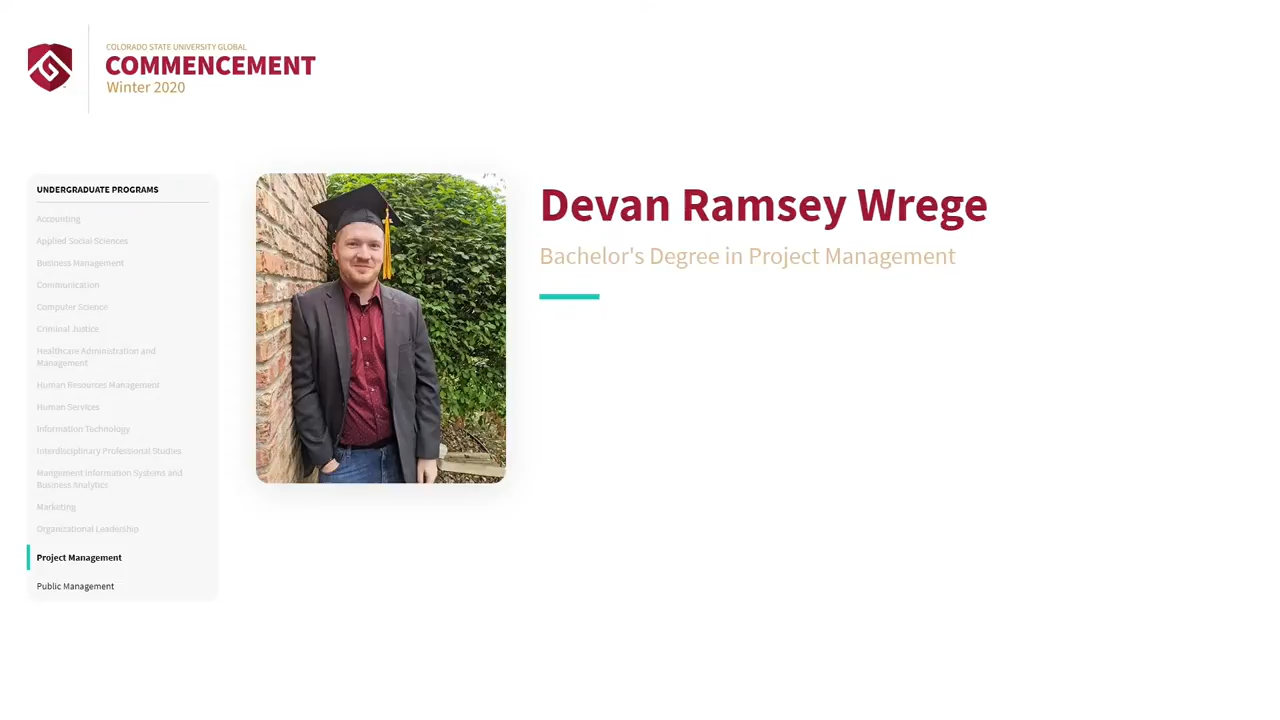 COLORADO STATE UNIVERSITY GLOBAL
COMMENCEMENT
Winter 2020
UNDERGRADUATE PROGRAMS
Accounting
Applied Social Sciences
Business Management
Communication
Computer Science
Criminal Justice
Healthcare Administration and
Management
Human Resources Management
Human Services
Information Technology
Interdisciplinary Professional Studies
Mangement Information Systems and
Business Analytics
Marketing
Organizational Leadership
Project Management
Public Management
Devan Ramsey Wrege
Bachelor's Degree in Project Management